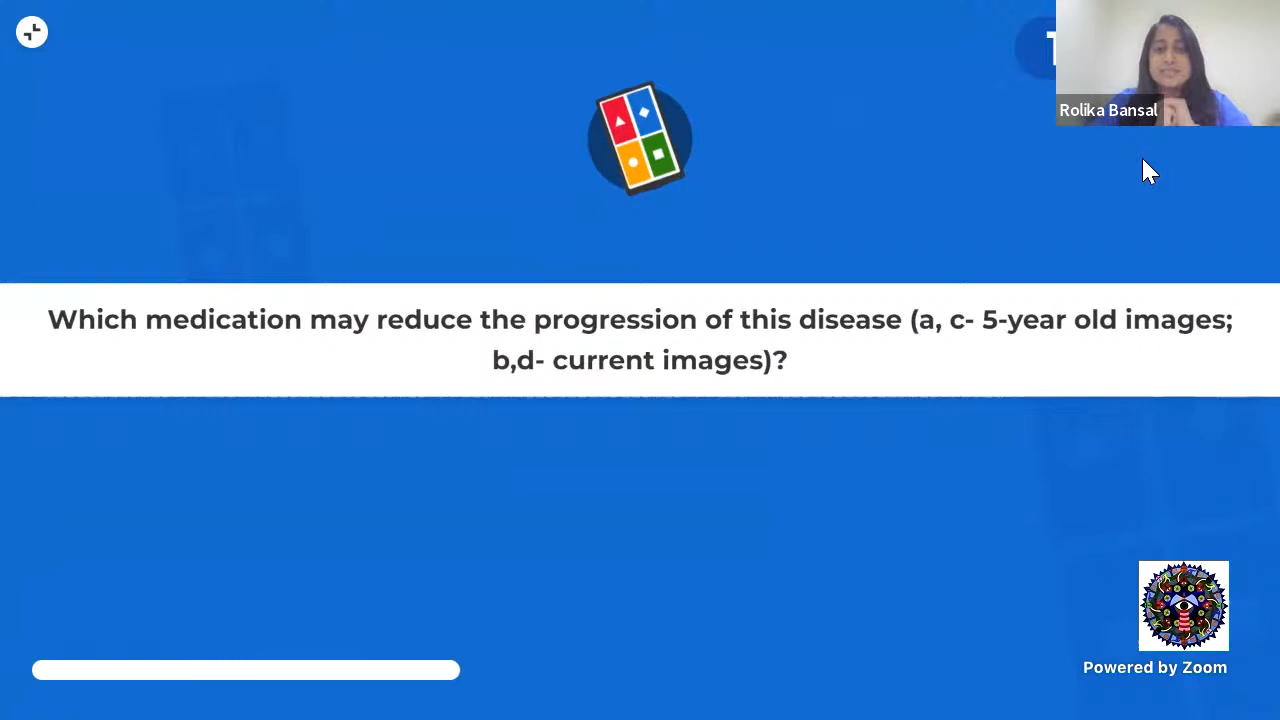 Rolika Bansal
Which medication may reduce the progression of this disease (a, c- 5-year old images;
b,d- current images)?
Powered by Zoom